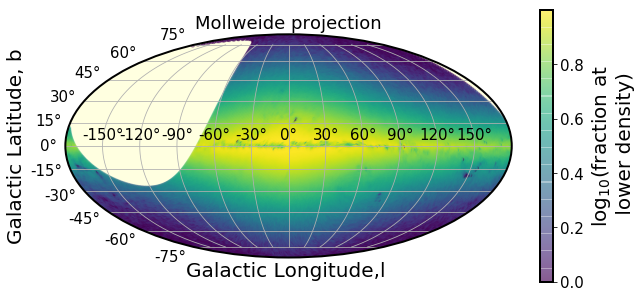 Mollweide projection
75°
60°
45°
30°
15°
0°
-15°
-30°
-45°
-60°
-75°
-150° -120° -90° -60° -30° 0° 30° 60° 90° 120° 150°
Galactic Latitude, b
Galactic Longitude,l
0.8
0.6
0.4
0.2
0.0
log₁₀(fraction at
lower density)